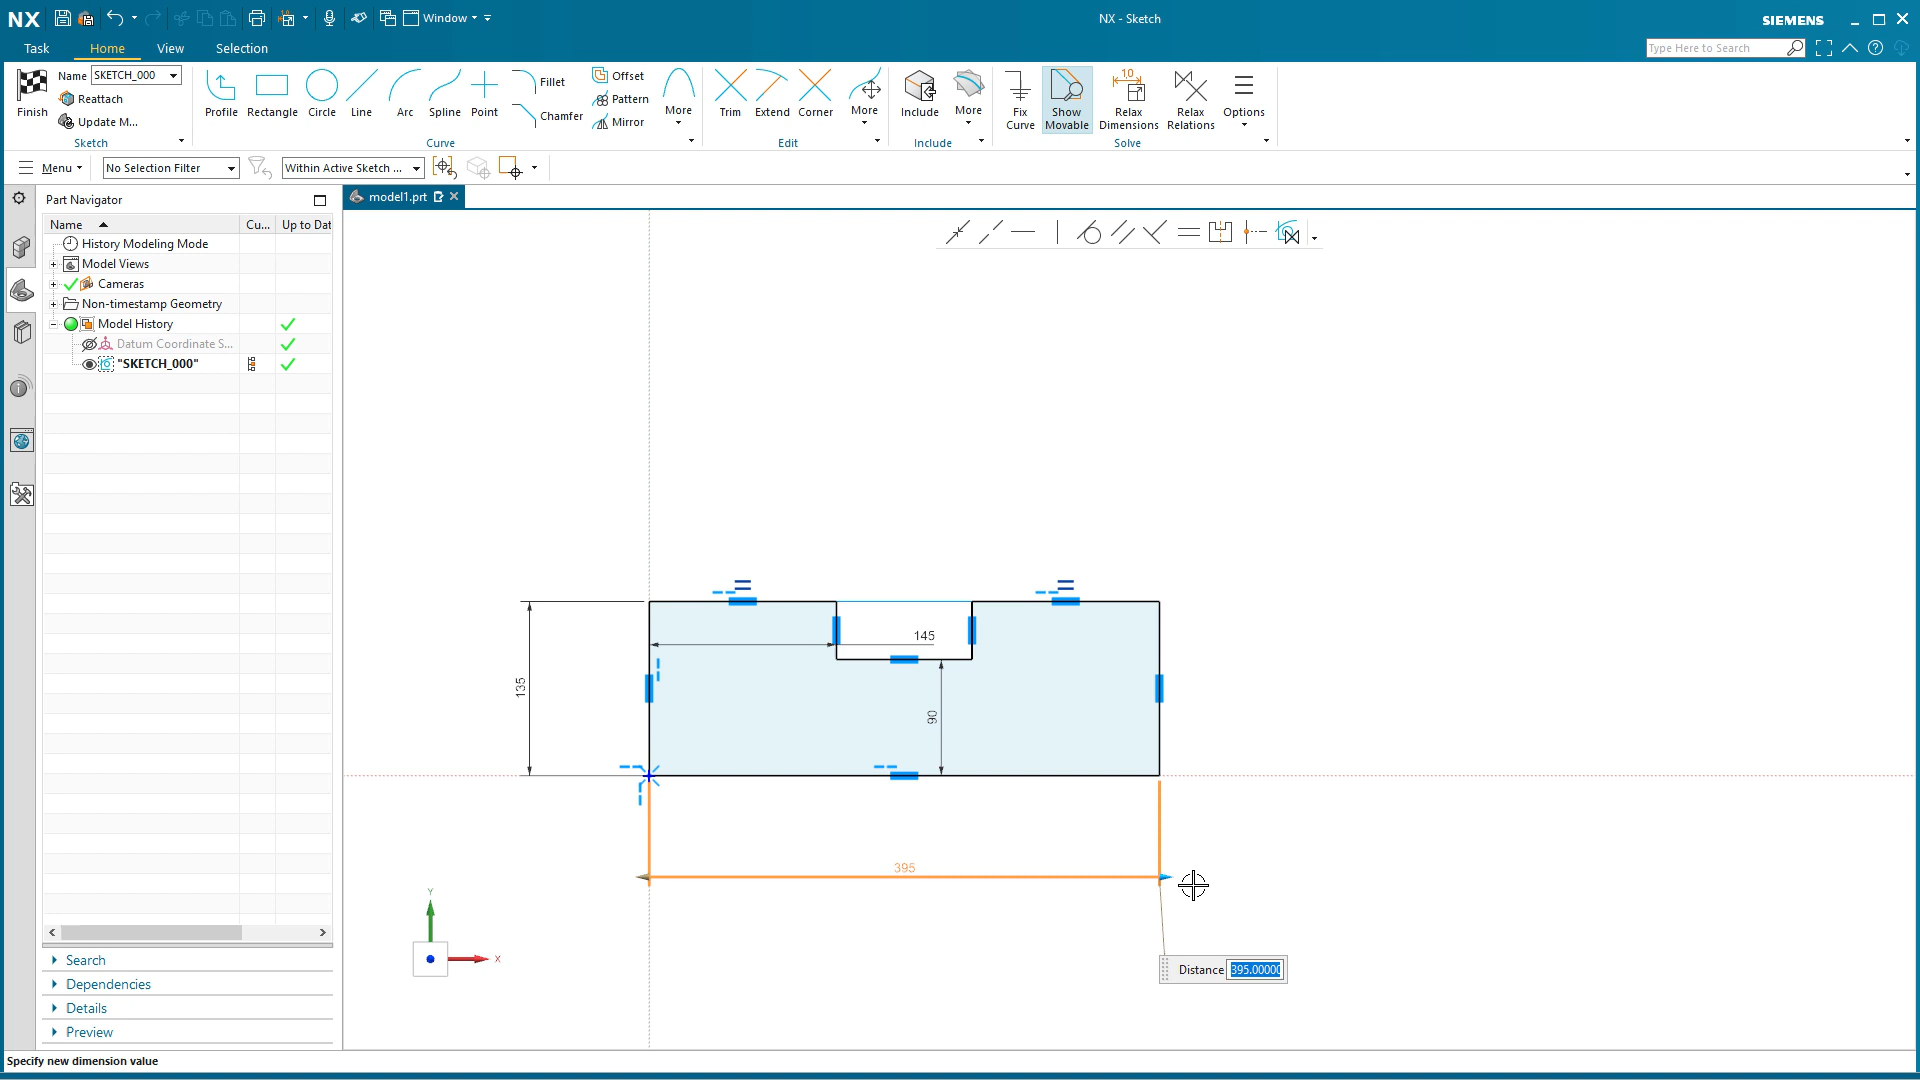 NX
Window
NX - Sketch
SIEMENS
Task
Home
View
Selection
Type Here to Search
Finish
Name
SKETCH_000
Reattach
Update M...
Sketch
Profile
Rectangle
Circle
Line
Arc
Spline
Point
Fillet
Chamfer
Offset
Pattern
Mirror
More
Curve
Trim
Extend
Corner
More
Edit
Include
More
Include
Fix
Curve
Show
Movable
Relax
Dimensions
Relax
Relations
Options
Solve
Menu
No Selection Filter
Within Active Sketch ...
Part Navigator
model1.prt
Name
Cu...
Up to Dat
History Modeling Mode
Model Views
Cameras
Non-timestamp Geometry
Model History
Datum Coordinate S...
"SKETCH_000"
145
135
90
395
Y
X
Distance
395.00000
Search
Dependencies
Details
Preview
Specify new dimension value